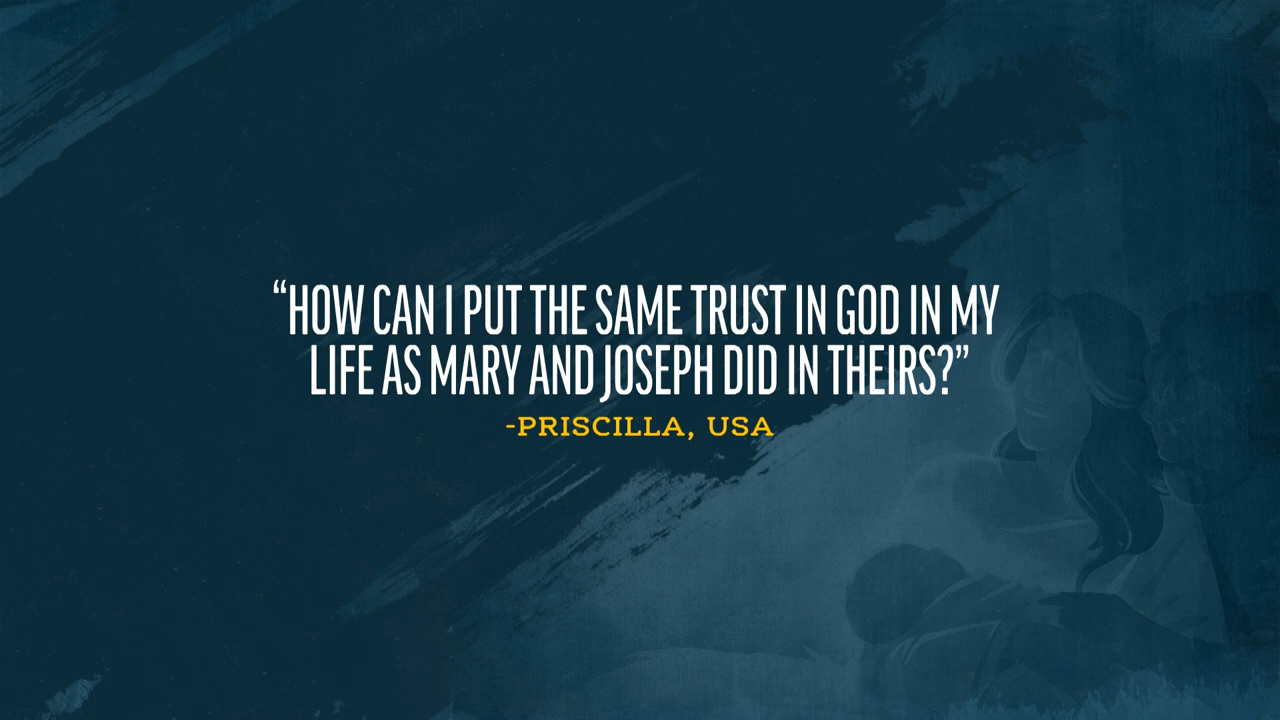 “HOW CAN I PUT THE SAME TRUST IN GOD IN MY
LIFE AS MARY AND JOSEPH DID IN THEIRS?”
-PRISCILLA, USA